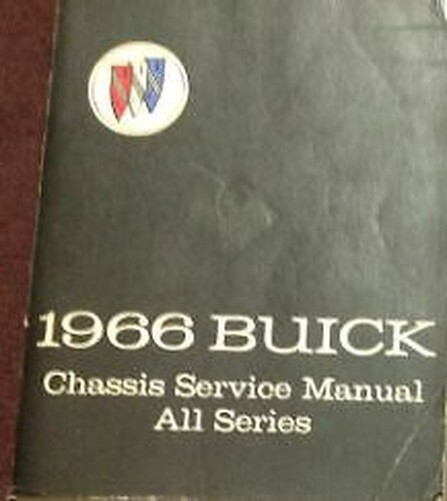 1966 BUICK
Chassis Service Manual
All Series